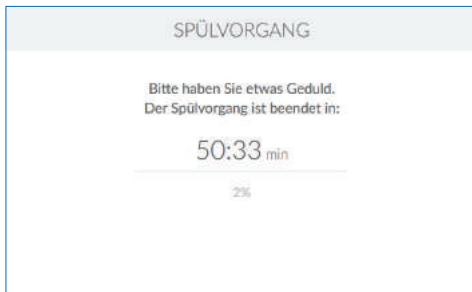 SPÜLVORGANG
Bitte haben Sie etwas Geduld.
Der Spülvorgang ist beendet in:
50:33 min
2%